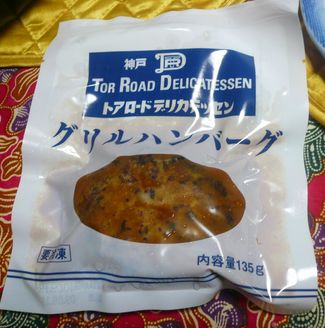 神戸
TOR ROAD DELICATESSEN
トアロードデリカテッセン
グリルハンバーグ
要冷凍
内容量135g